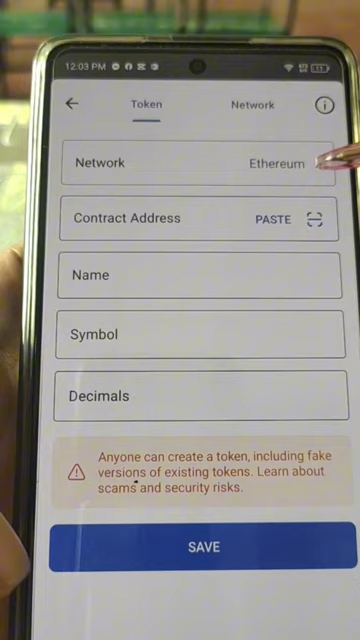 12:03 PM
Token Network
Network Ethereum
Contract Address PASTE
Name
Symbol
Decimals
Anyone can create a token, including fake
versions of existing tokens. Learn about
scams and security risks.
SAVE